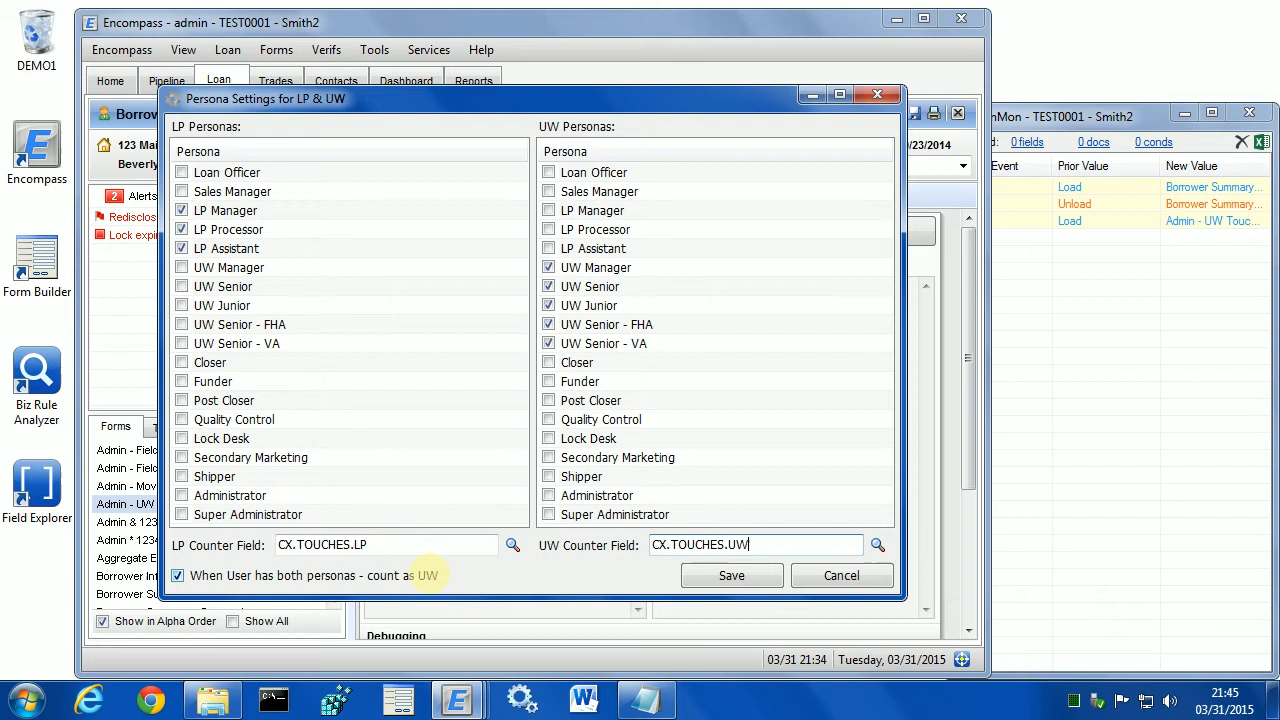 DEMO1
Encompass
Form Builder
Biz Rule
Analyzer
Field Explorer
Encompass - admin - TEST0001 - Smith2
Encompass View Loan Forms Verifs Tools Services Help
Home Pipeline Loan Trades Contacts Dashboard Reports
Borrow
123 Mai
Beverly
/23/2014
2 Alerts
Redisclos
Lock expir
Forms
Admin - Field
Admin - Field
Admin - Mov
Admin - UW
Admin & 123
Admin * 123
Aggregate E
Borrower Inf
Borrower Su
Show in Alpha Order Show All
Debugging
03/31 21:34 Tuesday, 03/31/2015
Persona Settings for LP & UW
LP Personas:
Persona
Loan Officer
Sales Manager
LP Manager
LP Processor
LP Assistant
UW Manager
UW Senior
UW Junior
UW Senior - FHA
UW Senior - VA
Closer
Funder
Post Closer
Quality Control
Lock Desk
Secondary Marketing
Shipper
Administrator
Super Administrator
LP Counter Field: CX.TOUCHES.LP
UW Personas:
Persona
Loan Officer
Sales Manager
LP Manager
LP Processor
LP Assistant
UW Manager
UW Senior
UW Junior
UW Senior - FHA
UW Senior - VA
Closer
Funder
Post Closer
Quality Control
Lock Desk
Secondary Marketing
Shipper
Administrator
Super Administrator
UW Counter Field: CX.TOUCHES.UW
When User has both personas - count as UW
Save Cancel
nMon - TEST0001 - Smith2
d: 0 fields 0 docs 0 conds
Event Prior Value New Value
Load Borrower Summary...
Unload Borrower Summary...
Load Admin - UW Touc...
21:45
03/31/2015